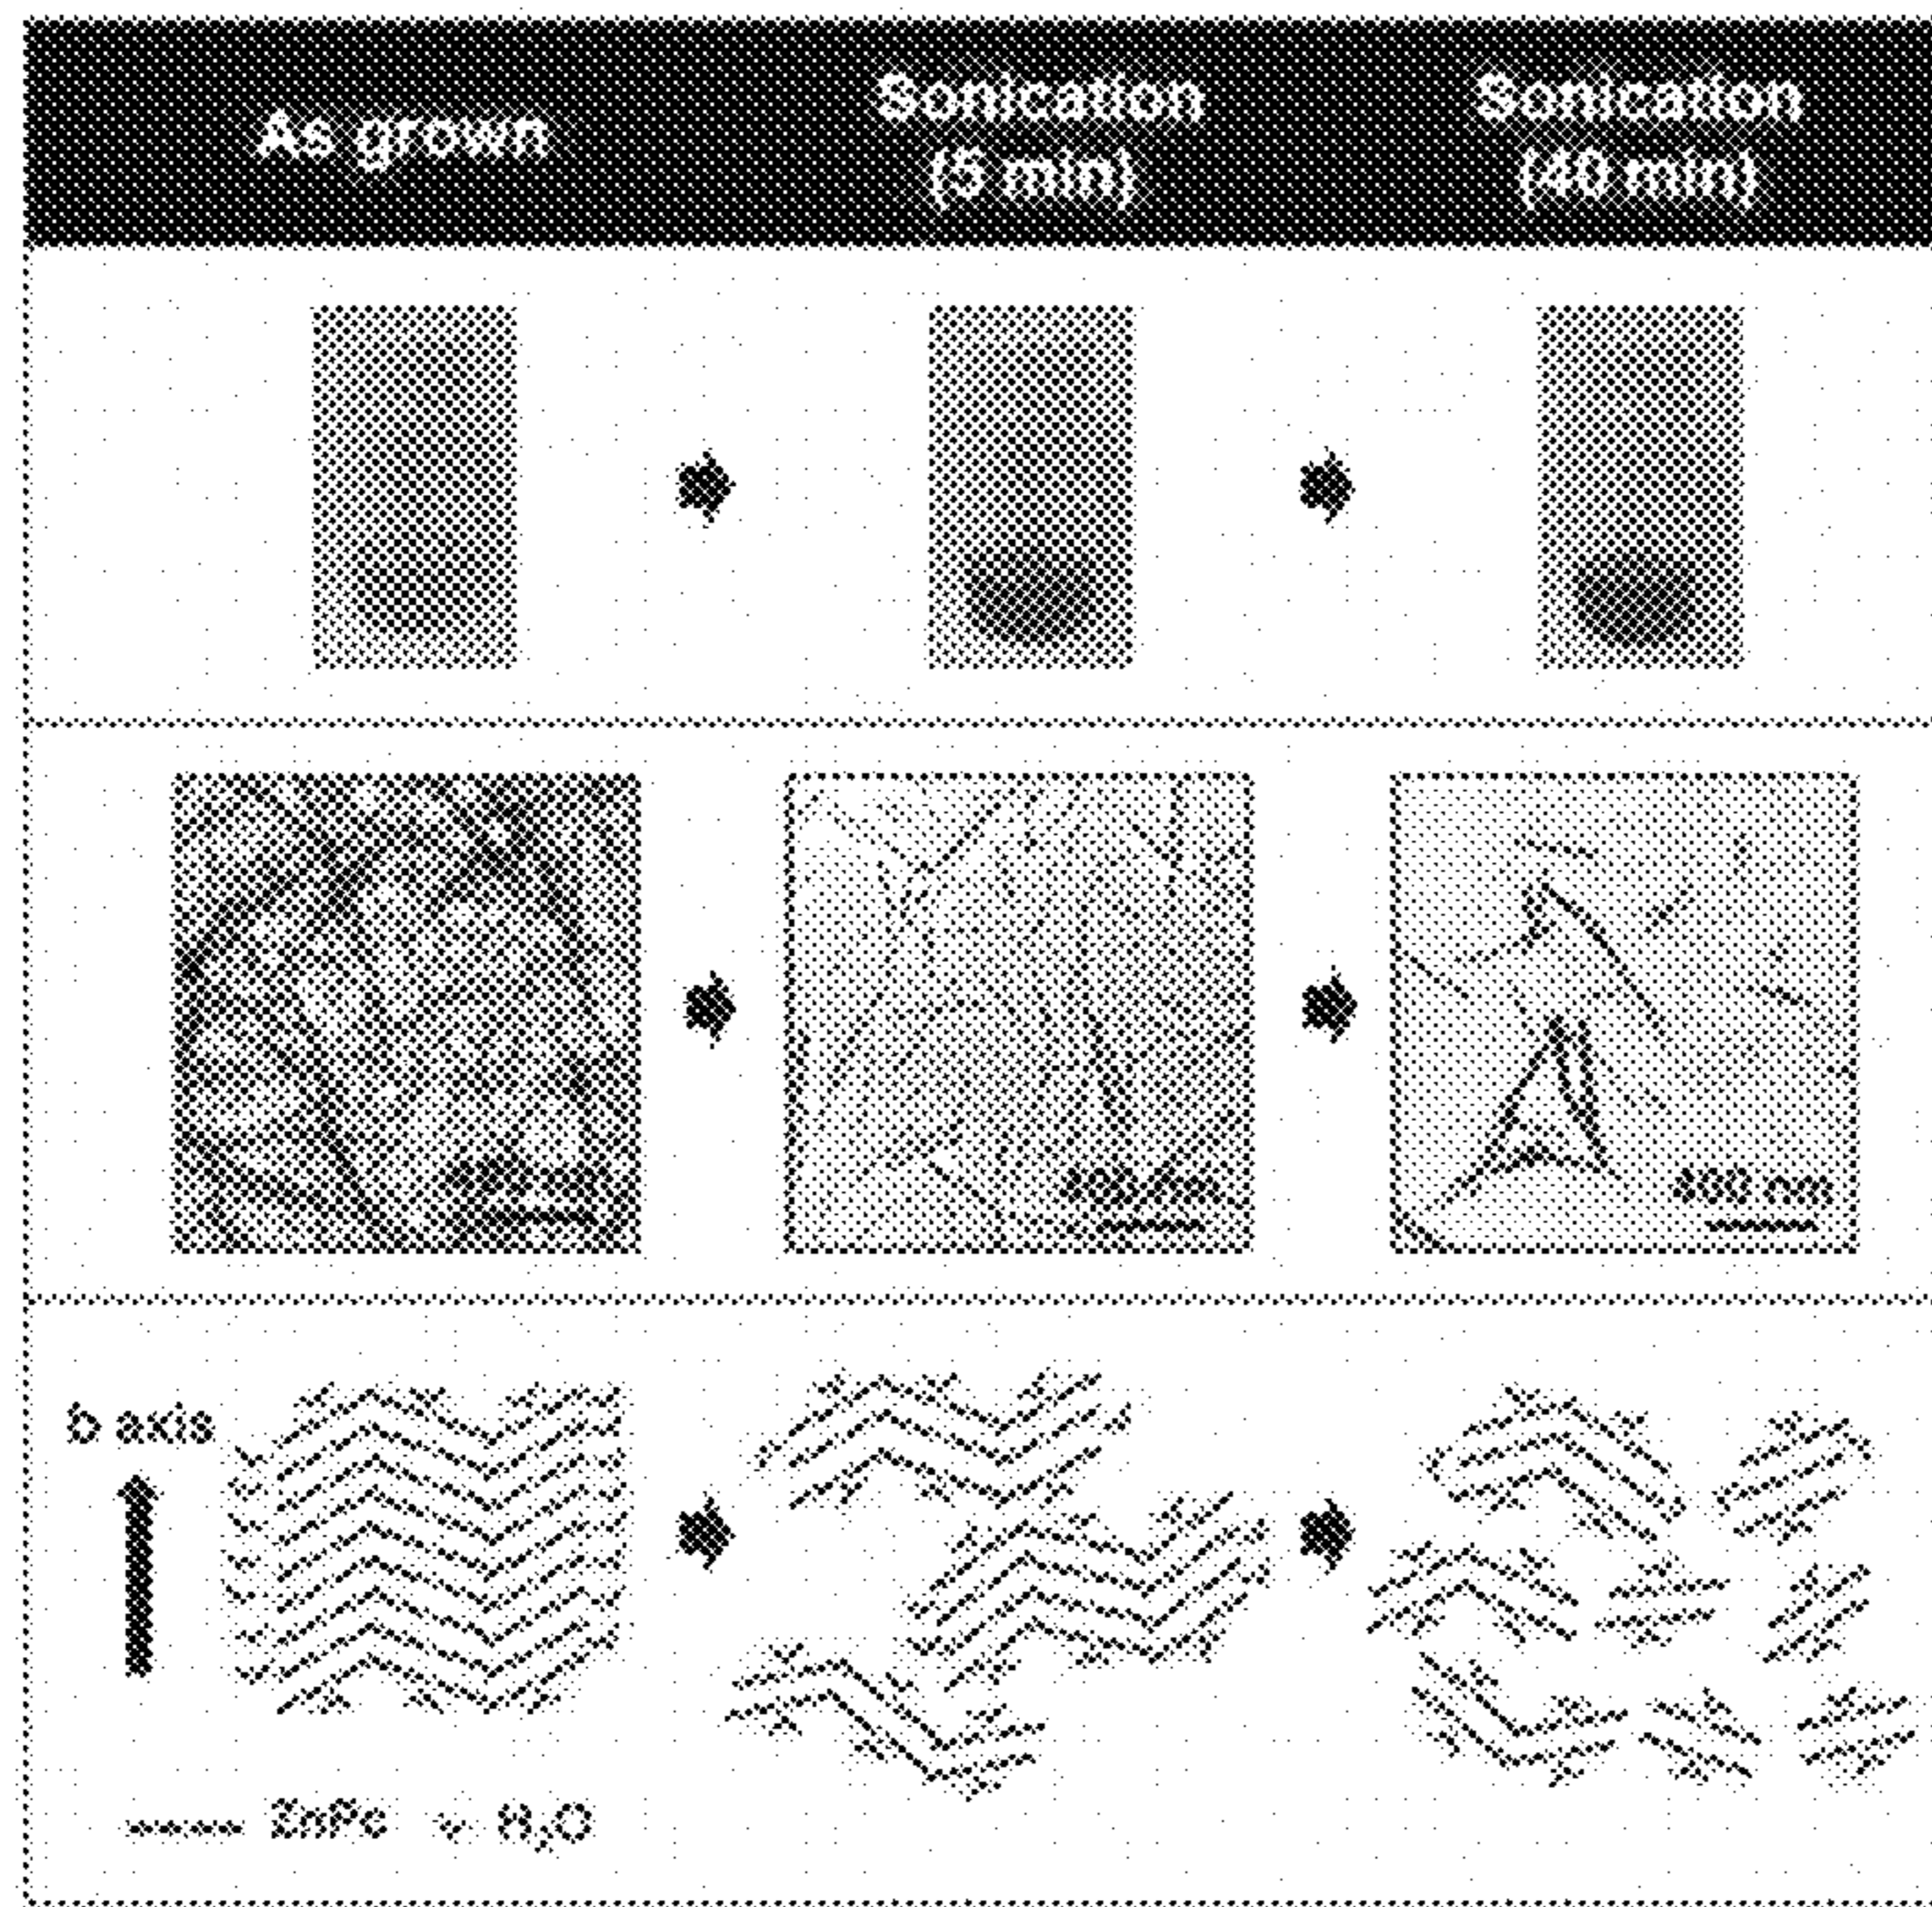 As grown
Sonication
(5 min)
Sonication
(40 min)
400 nm
b axis
ZnPc
H₂O